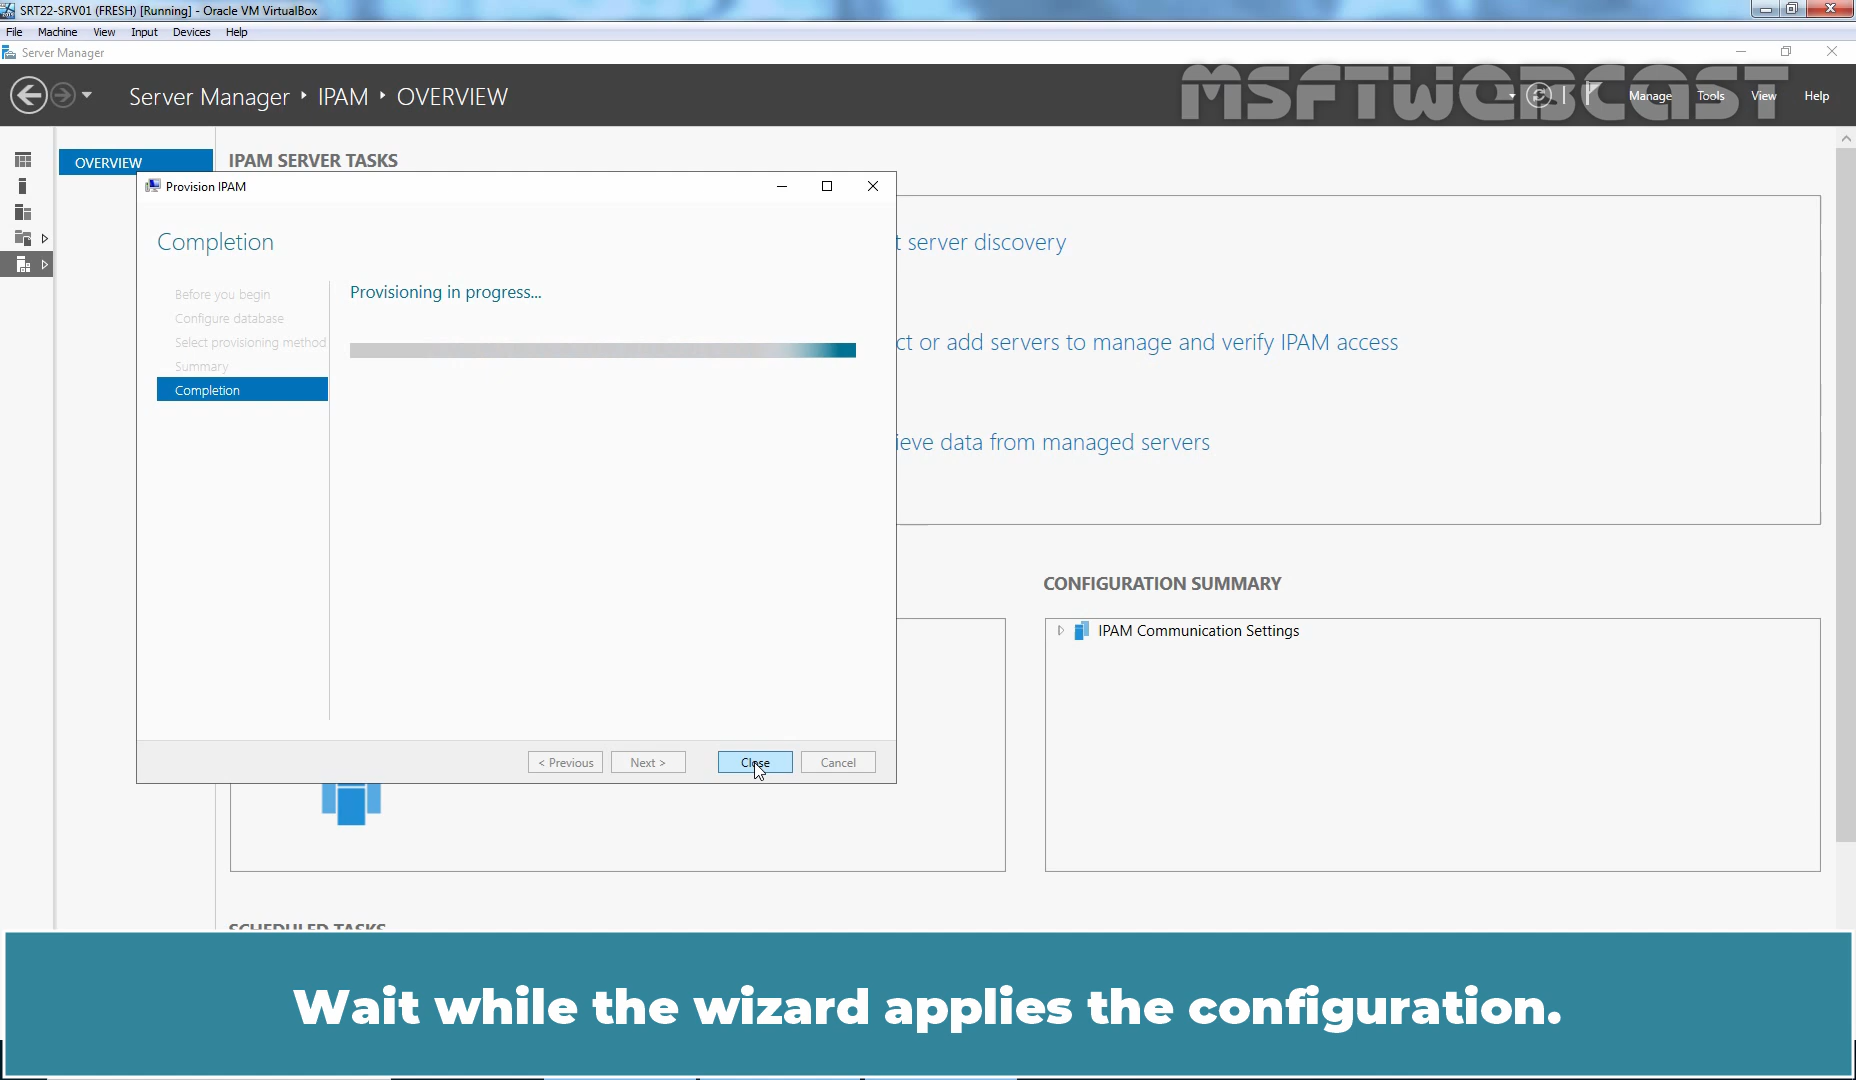 SRT22-SRV01 (FRESH) [Running] - Oracle VM VirtualBox
File Machine View Input Devices Help
Server Manager
Server Manager IPAM OVERVIEW
MSFTWEBCAST
Manage Tools View Help
OVERVIEW
IPAM SERVER TASKS
Provision IPAM
Completion
Before you begin
Configure database
Select provisioning method
Summary
Completion
Provisioning in progress...
< Previous Next > Close Cancel
t server discovery
ct or add servers to manage and verify IPAM access
ieve data from managed servers
CONFIGURATION SUMMARY
IPAM Communication Settings
SCHEDULED TASKS
Wait while the wizard applies the configuration.